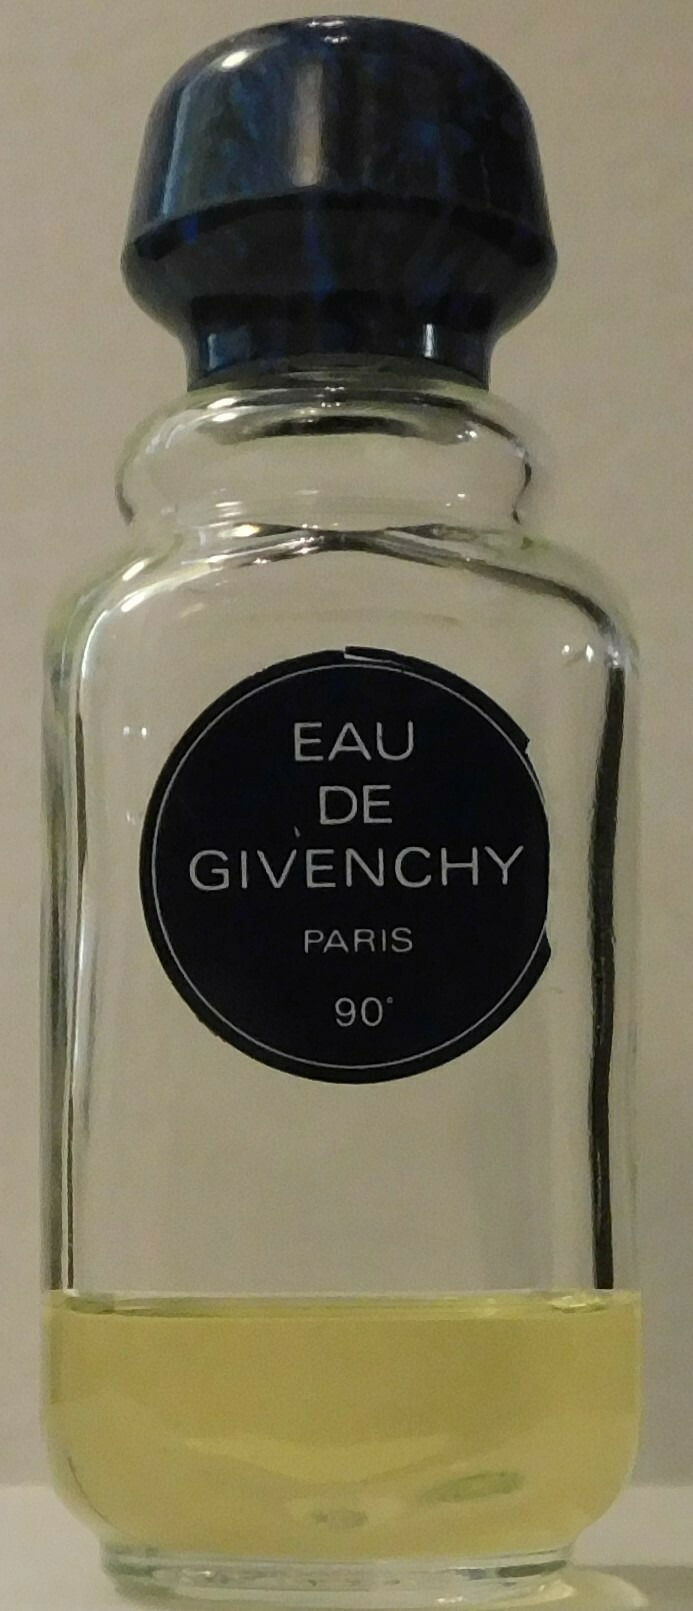 EAU
DE
GIVENCHY
PARIS
90°